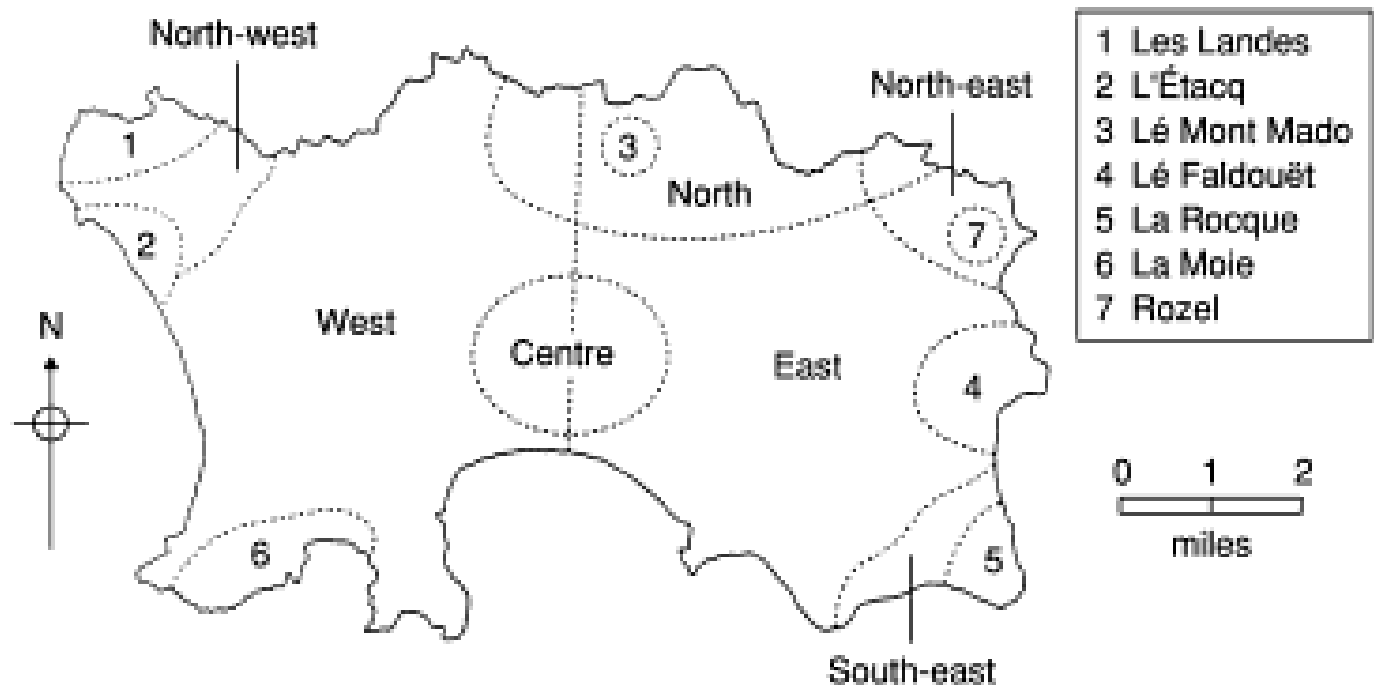 North-west
North-east
1 Les Landes
2 L'Étacq
3 Lé Mont Mado
4 Lé Faldouët
5 La Rocque
6 La Moie
7 Rozel
1
3
North
2
7
N
West
Centre
East
4
0 1 2
miles
6
5
South-east